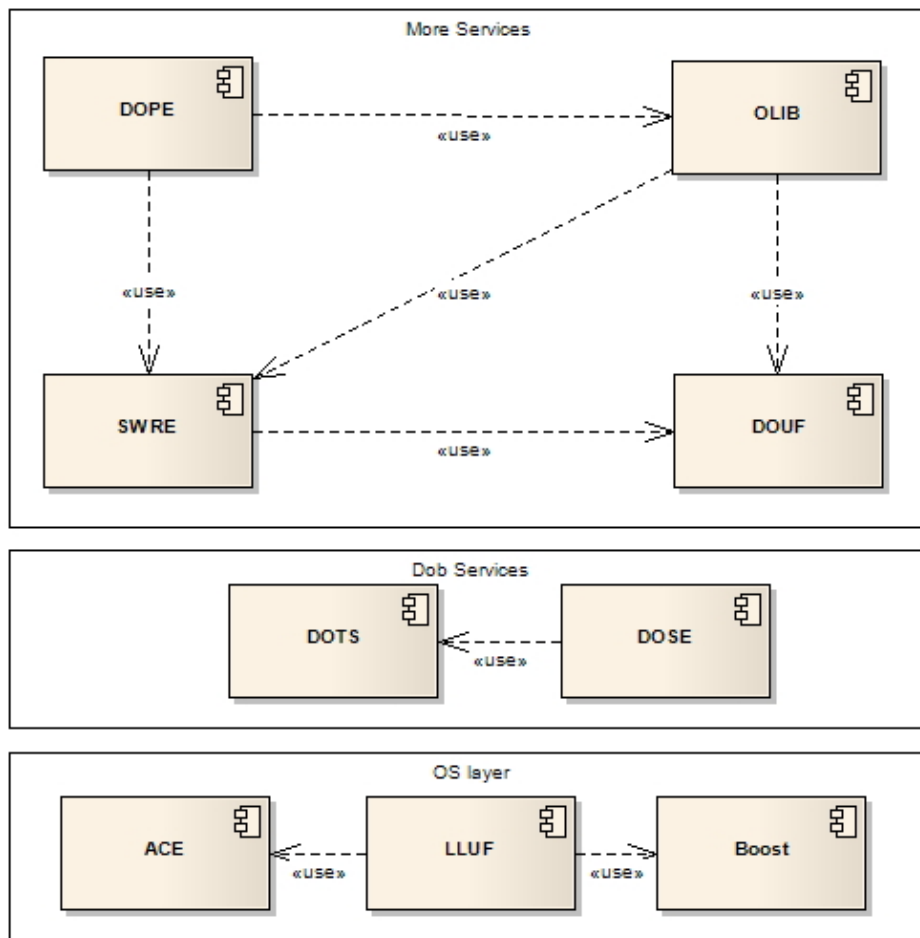 More Services
DOPE
OLIB
«use»
«use»
«use»
«use»
SWRE
DOUF
«use»
Dob Services
DOTS
DOSE
«use»
OS layer
ACE
LLUF
Boost
«use»
«use»